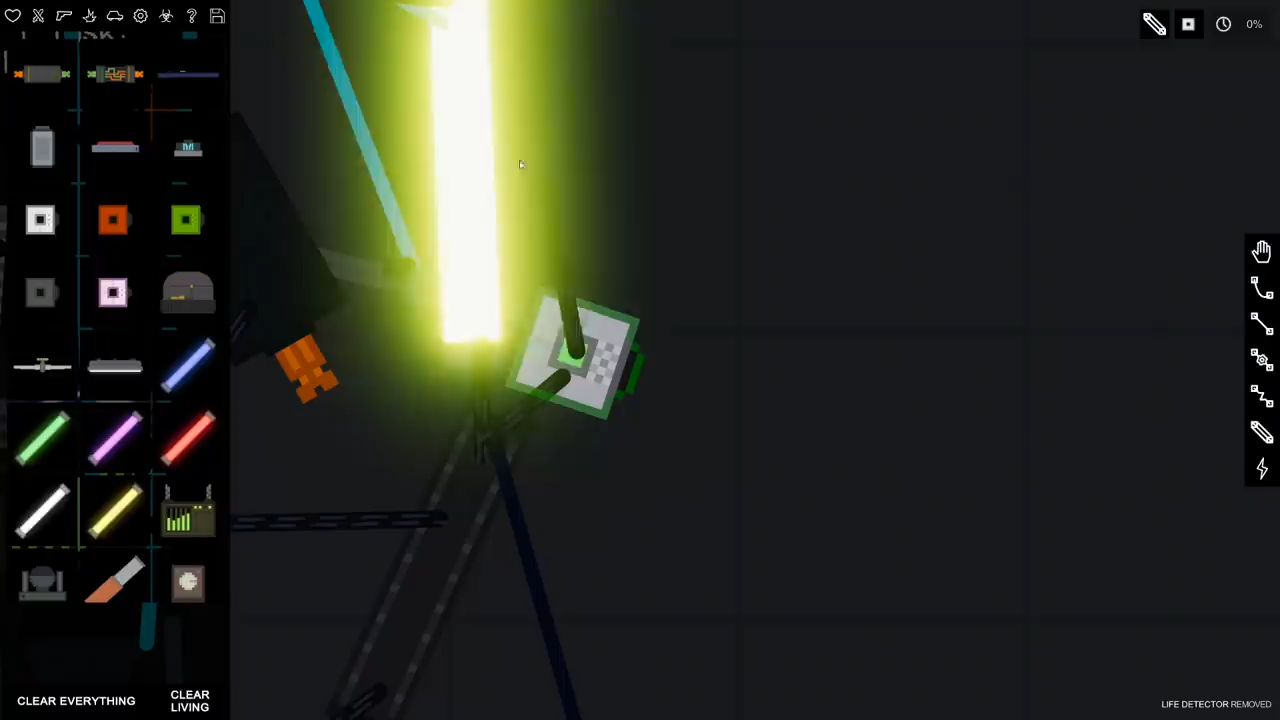 0%
CLEAR EVERYTHING
CLEAR
LIVING
LIFE DETECTOR REMOVED